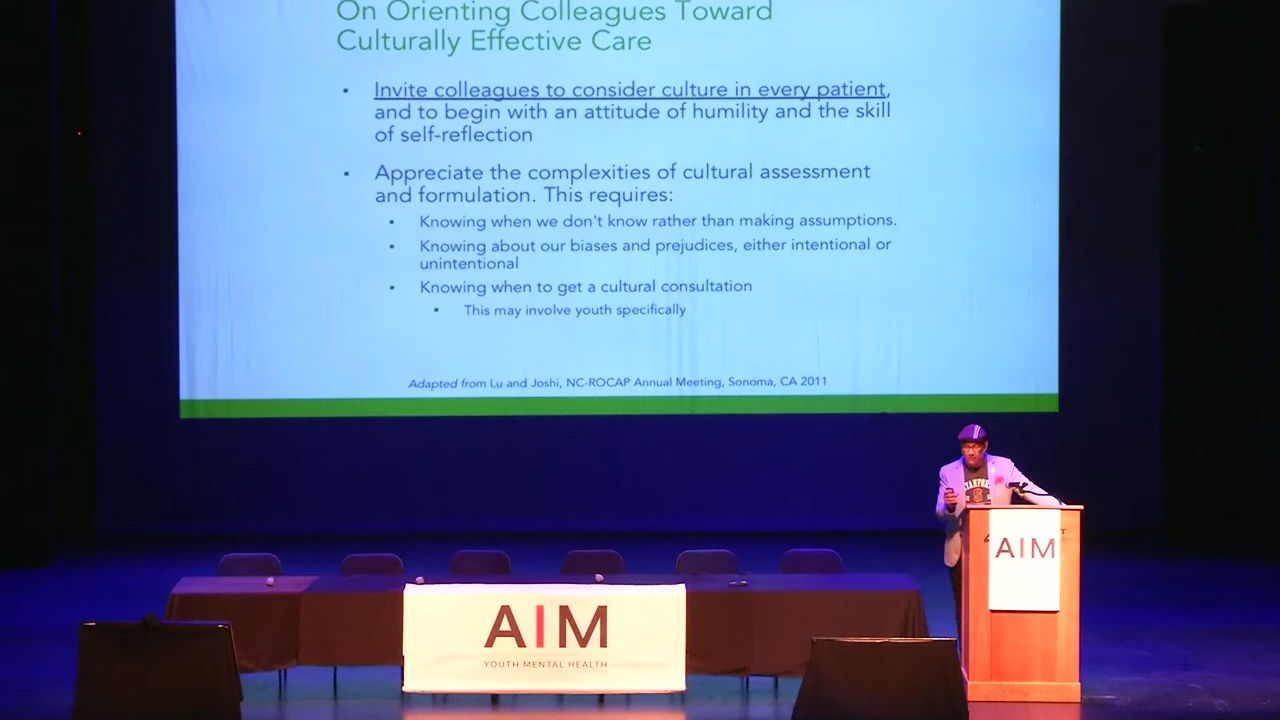 On Orienting Colleagues Toward
Culturally Effective Care
▪ Invite colleagues to consider culture in every patient,
and to begin with an attitude of humility and the skill
of self-reflection
▪ Appreciate the complexities of cultural assessment
and formulation. This requires:
▪ Knowing when we don't know rather than making assumptions.
▪ Knowing about our biases and prejudices, either intentional or
unintentional
▪ Knowing when to get a cultural consultation
▪ This may involve youth specifically
Adapted from Lu and Joshi, NC-ROCAP Annual Meeting, Sonoma, CA 2011
AIM
AIM
YOUTH MENTAL HEALTH